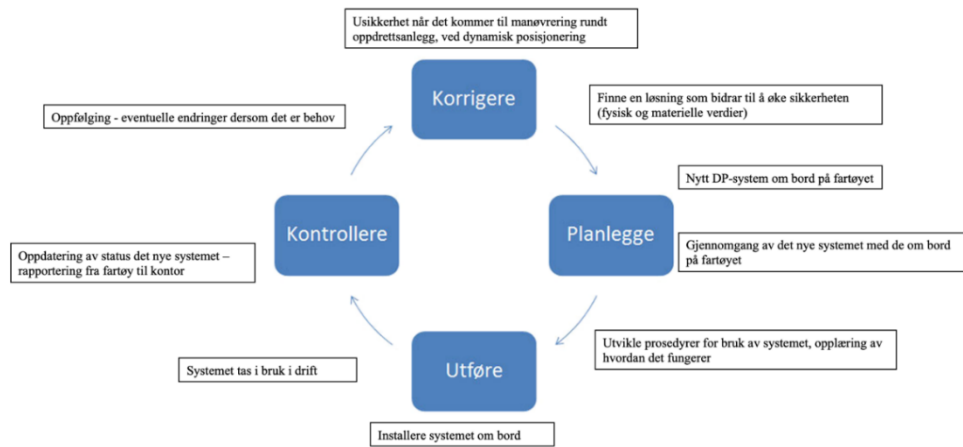 Usikkerhet når det kommer til manøvrering rundt
oppdrettsanlegg, ved dynamisk posisjonering
Korrigere
Finne en løsning som bidrar til å øke sikkerheten
(fysisk og materielle verdier)
Oppfølging - eventuelle endringer dersom det er behov
Nytt DP-system om bord på fartøyet
Kontrollere
Planlegge
Gjennomgang av det nye systemet med de om bord
på fartøyet
Oppdatering av status det nye systemet –
rapportering fra fartøy til kontor
Utvikle prosedyrer for bruk av systemet, opplæring av
hvordan det fungerer
Utføre
Systemet tas i bruk i drift
Installere systemet om bord